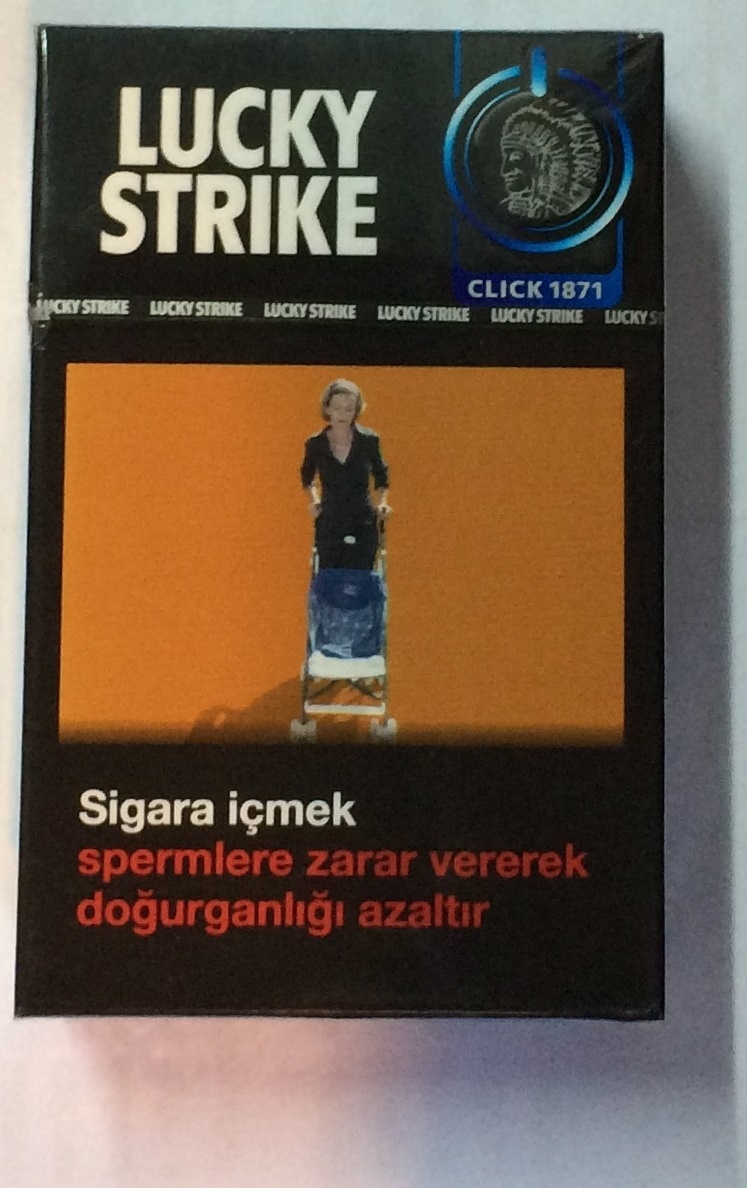 LUCKY
STRIKE
CLICK 1871
LUCKY STRIKE LUCKY STRIKE LUCKY STRIKE LUCKY STRIKE LUCKY STRIKE LUCKY S
Sigara içmek
spermlere zarar vererek
doğurganlığı azaltır